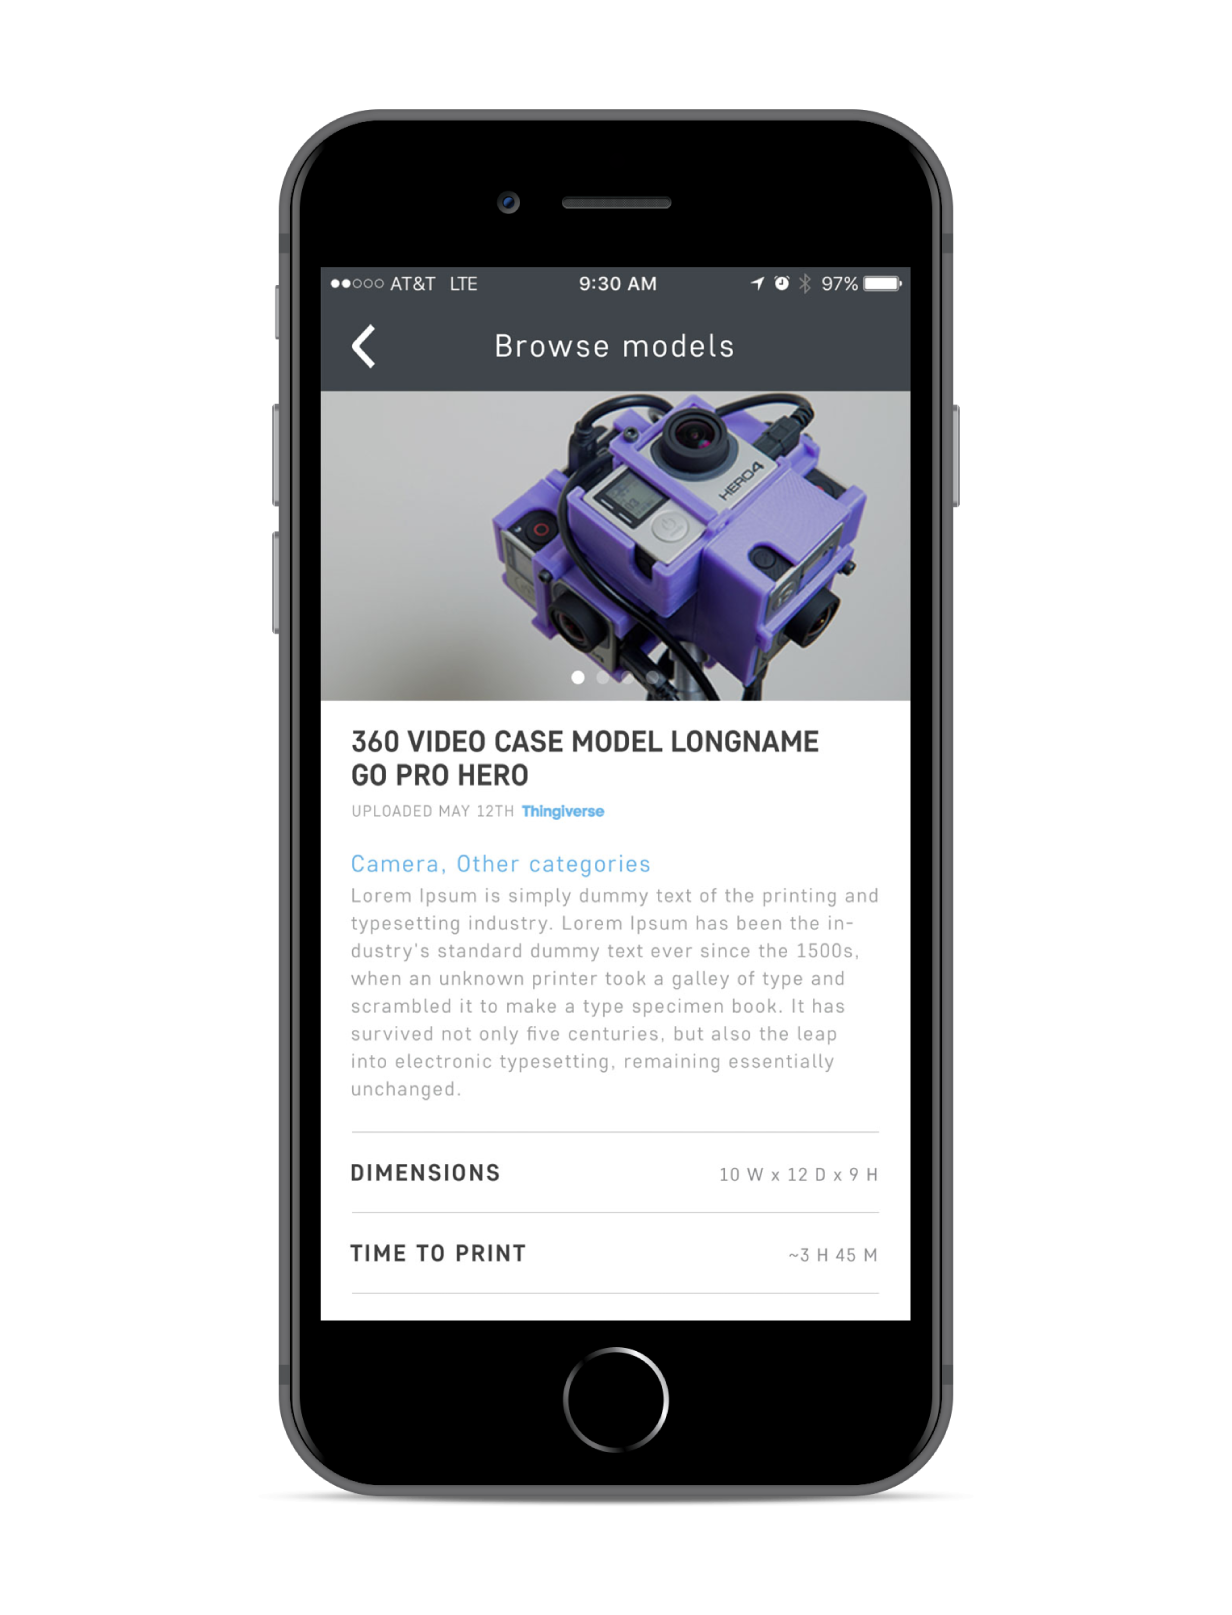 AT&T LTE 9:30 AM 97%
Browse models
HERO4
360 VIDEO CASE MODEL LONGNAME
GO PRO HERO
UPLOADED MAY 12TH Thingiverse
Camera, Other categories
Lorem Ipsum is simply dummy text of the printing and
typesetting industry. Lorem Ipsum has been the in-
dustry's standard dummy text ever since the 1500s,
when an unknown printer took a galley of type and
scrambled it to make a type specimen book. It has
survived not only five centuries, but also the leap
into electronic typesetting, remaining essentially
unchanged.
DIMENSIONS 10 W x 12 D x 9 H
TIME TO PRINT ~3 H 45 M